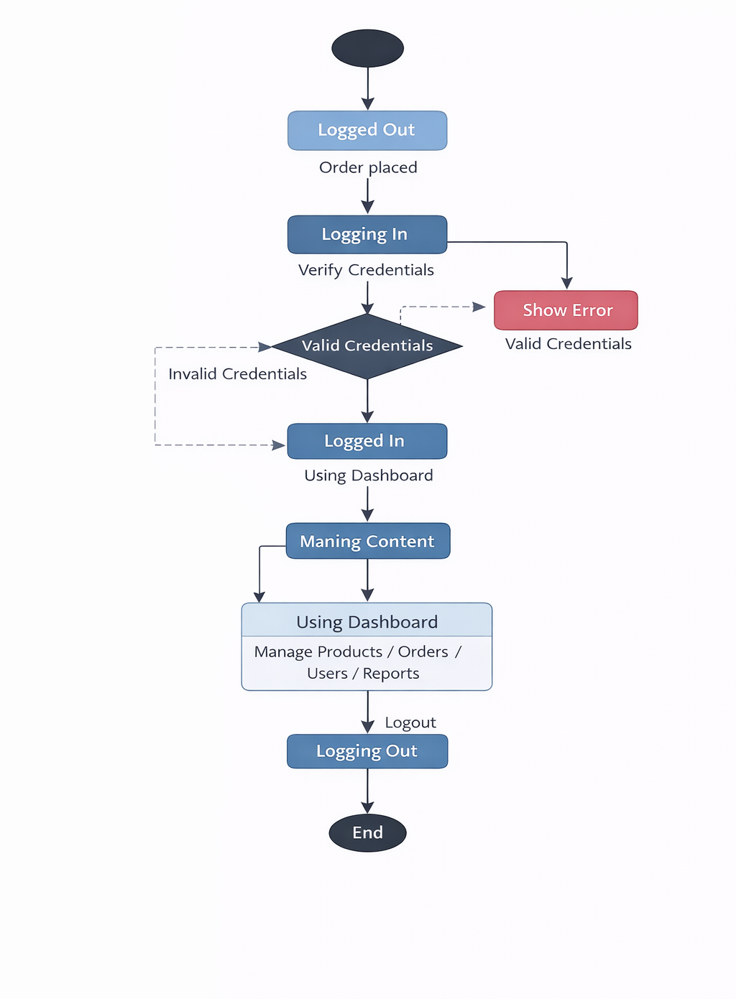 Logged Out
Order placed
Logging In
Verify Credentials
Show Error
Valid Credentials
Valid Credentials
Invalid Credentials
Logged In
Using Dashboard
Maning Content
Using Dashboard
Manage Products / Orders /
Users / Reports
Logout
Logging Out
End